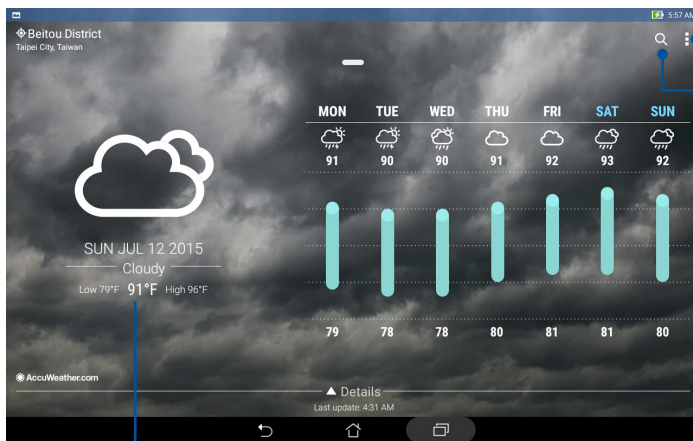 5:57 AM
Beitou District
Taipei City, Taiwan
MON TUE WED THU FRI SAT SUN
91 90 90 91 92 93 92
SUN JUL 12 2015
Cloudy
Low 79°F 91°F High 96°F
79 78 78 80 81 81 80
AccuWeather.com
Details
Last update: 4:31 AM